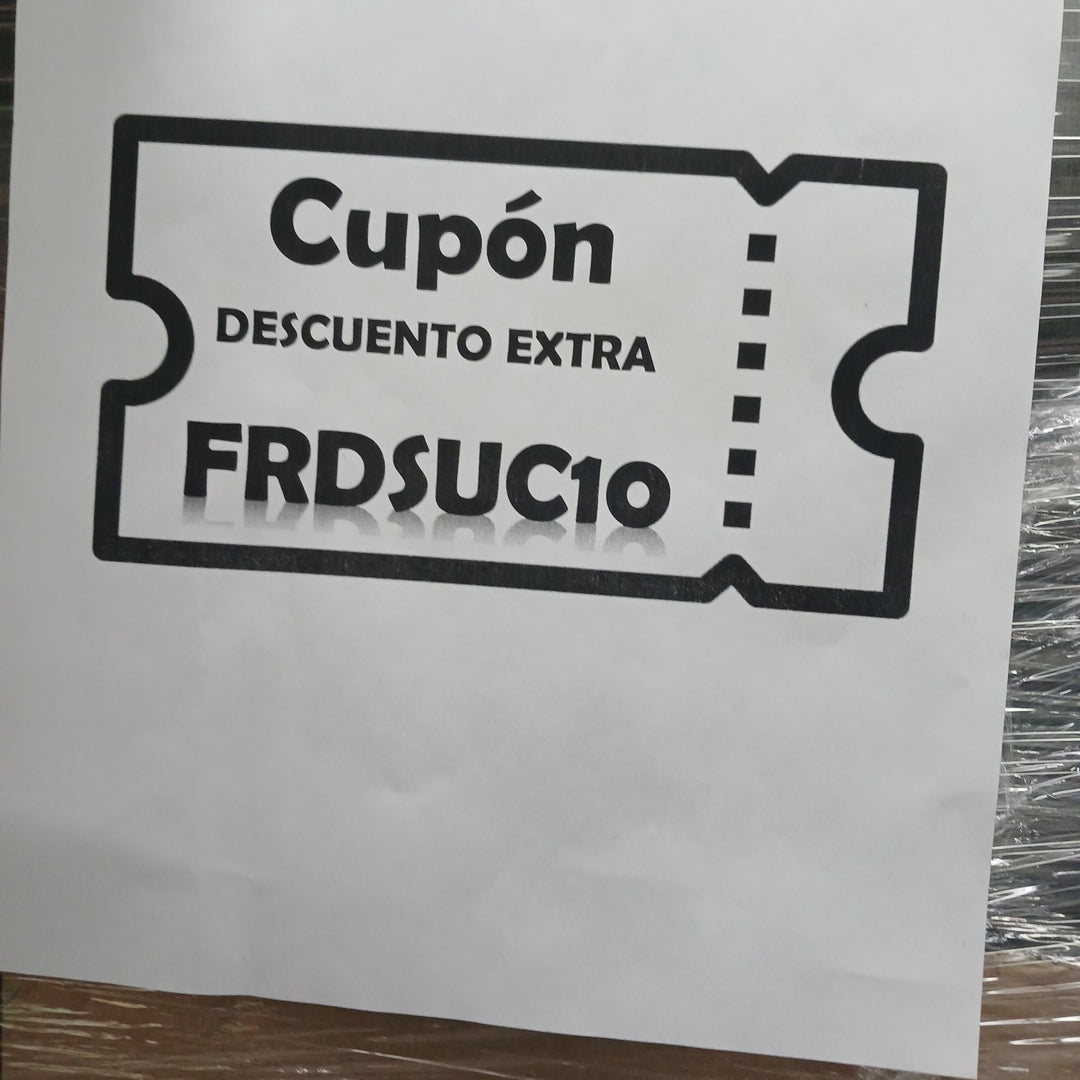 Cupón
DESCUENTO EXTRA
FRDSUC10